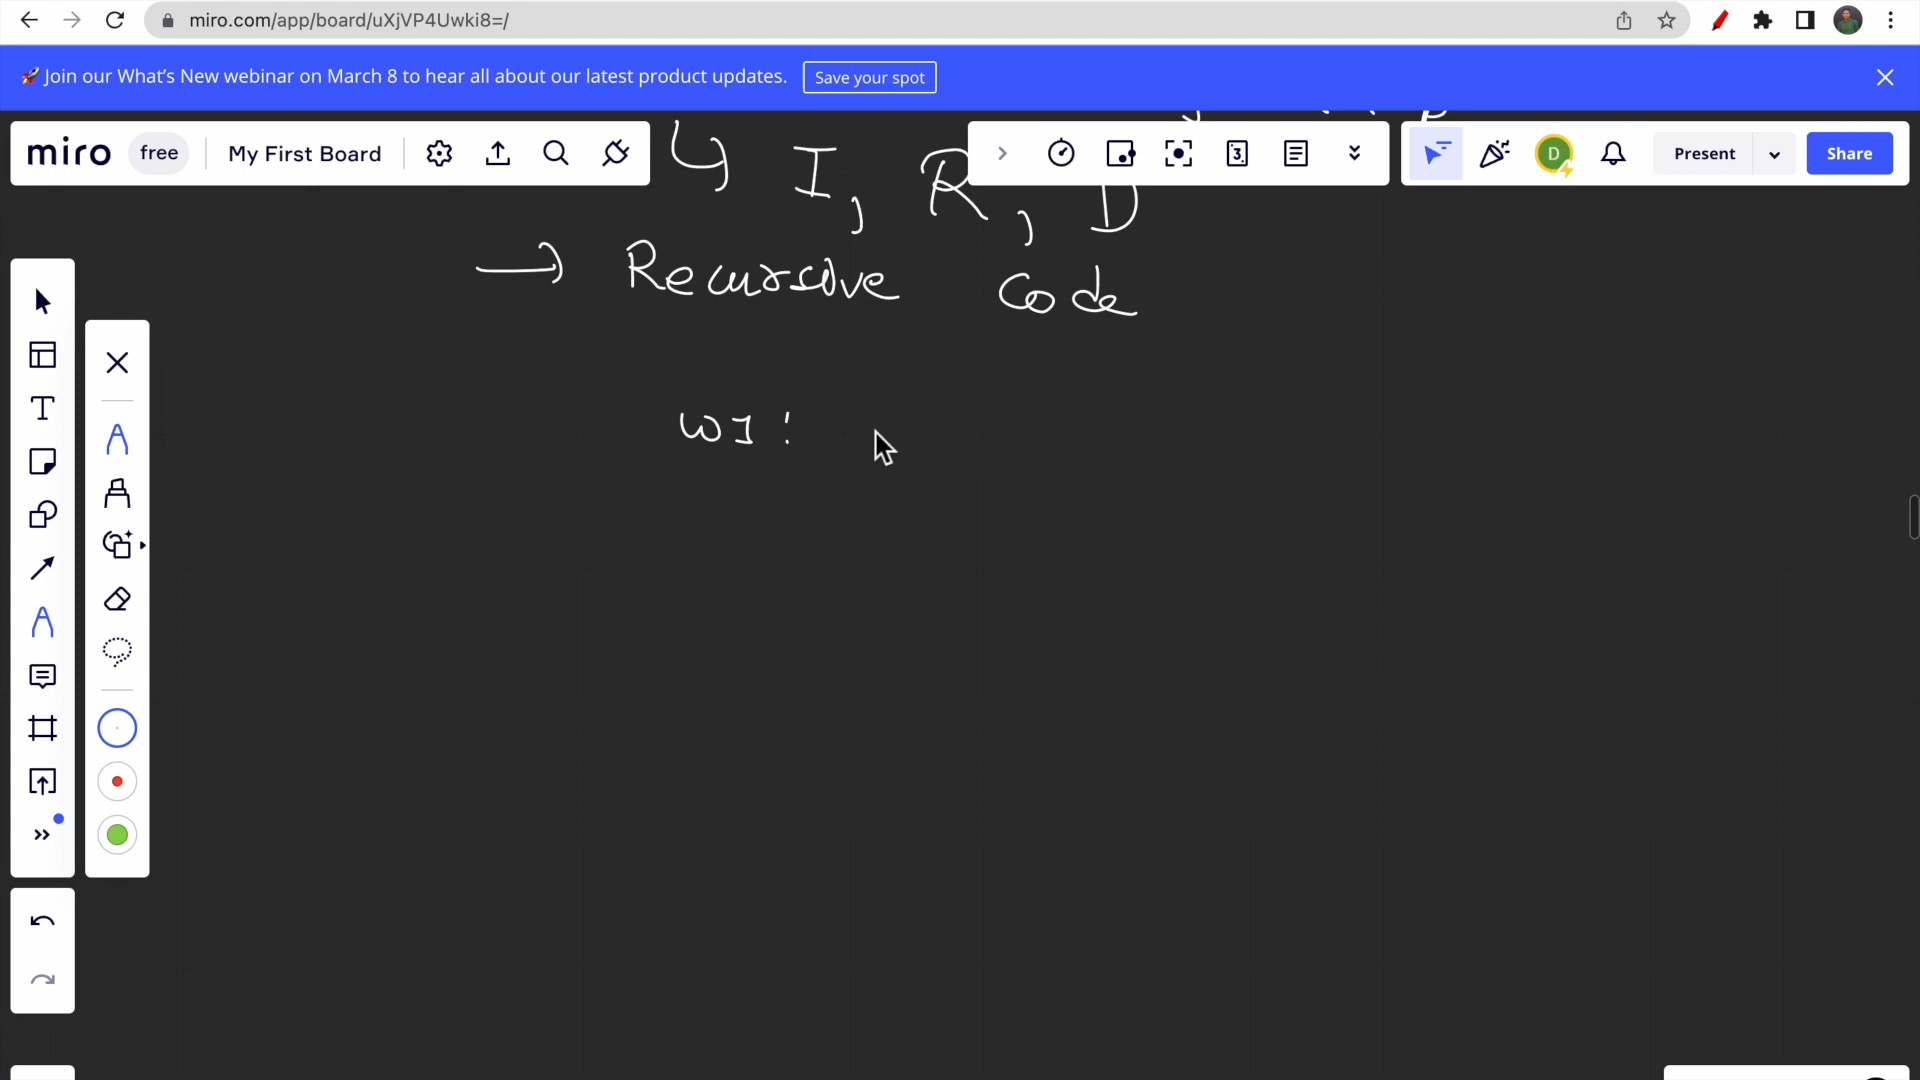 miro.com/app/board/uXjVP4Uwki8=/
🚀 Join our What's New webinar on March 8 to hear all about our latest product updates. Save your spot
miro free My First Board 3 D Present Share
↳ I, R, D
→ Recursive Code
WI :